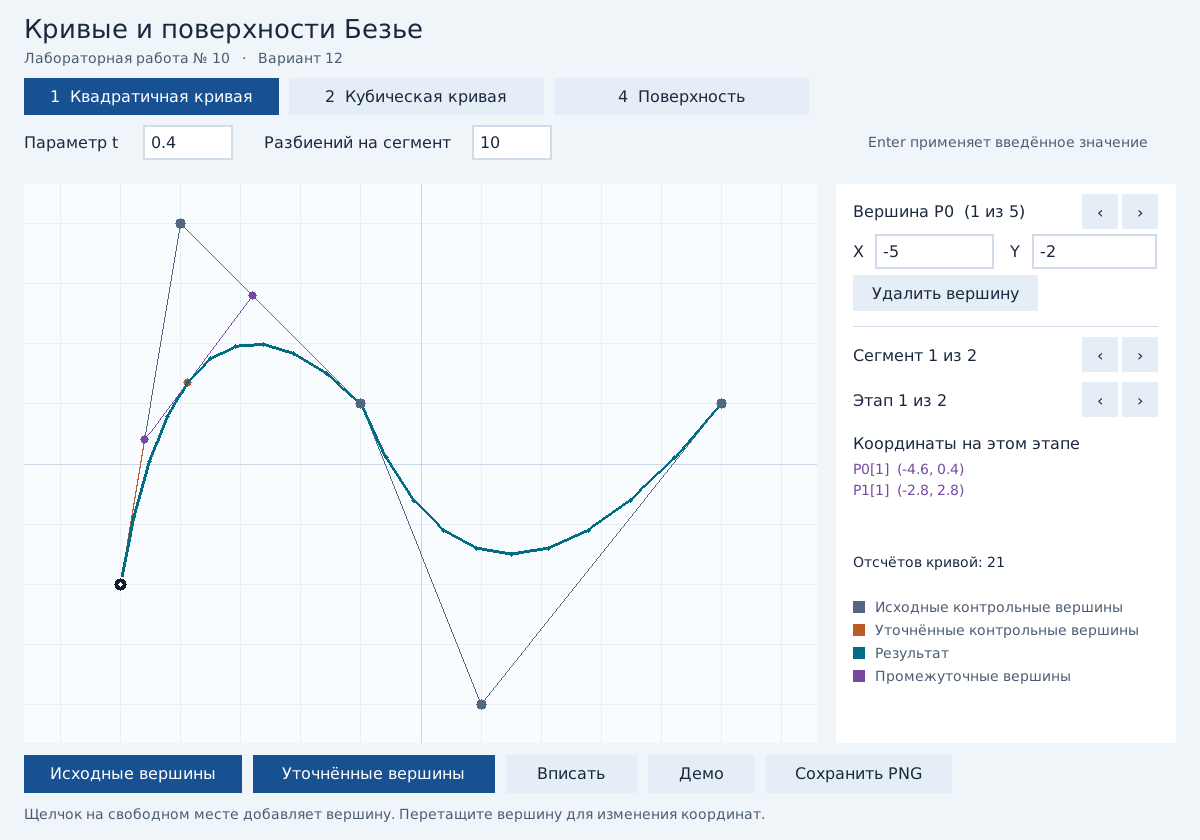 Кривые и поверхности Безье
Лабораторная работа № 10 · Вариант 12
1 Квадратичная кривая
2 Кубическая кривая
4 Поверхность
Параметр t 0.4 Разбиений на сегмент 10 Enter применяет введённое значение
Вершина P0 (1 из 5) ‹ ›
X -5 Y -2
Удалить вершину
Сегмент 1 из 2 ‹ ›
Этап 1 из 2 ‹ ›
Координаты на этом этапе
P0[1] (-4.6, 0.4)
P1[1] (-2.8, 2.8)
Отсчётов кривой: 21
Исходные контрольные вершины
Уточнённые контрольные вершины
Результат
Промежуточные вершины
Исходные вершины
Уточнённые вершины
Вписать
Демо
Сохранить PNG
Щелчок на свободном месте добавляет вершину. Перетащите вершину для изменения координат.